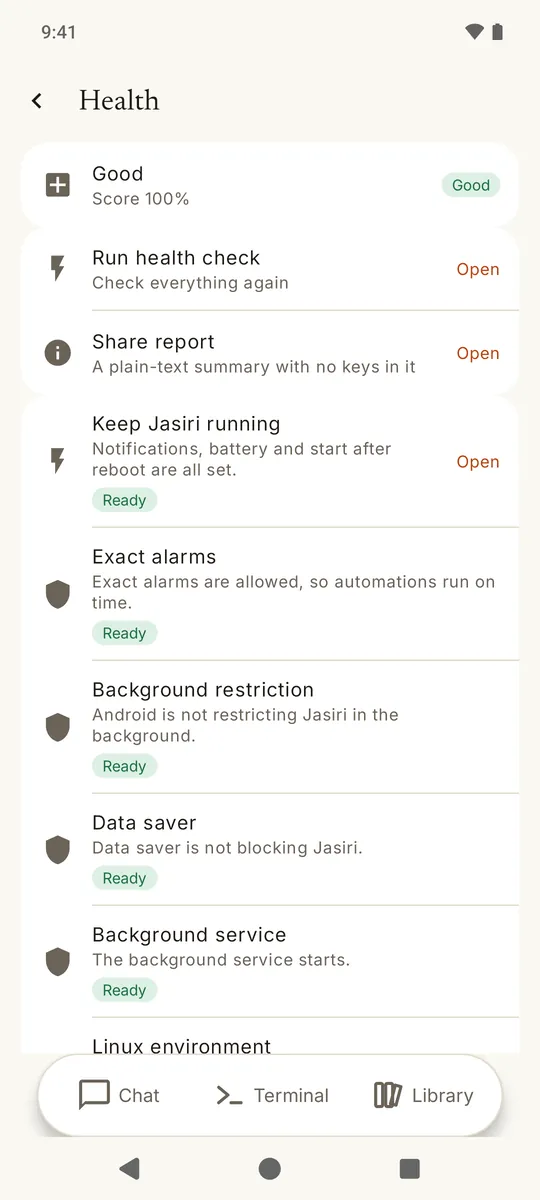 9:41
Health
Good
Score 100%
Good
Run health check
Check everything again
Open
Share report
A plain-text summary with no keys in it
Open
Keep Jasiri running
Notifications, battery and start after
reboot are all set.
Open
Ready
Exact alarms
Exact alarms are allowed, so automations run on
time.
Ready
Background restriction
Android is not restricting Jasiri in the
background.
Ready
Data saver
Data saver is not blocking Jasiri.
Ready
Background service
The background service starts.
Ready
Linux environment
Chat
Terminal
Library